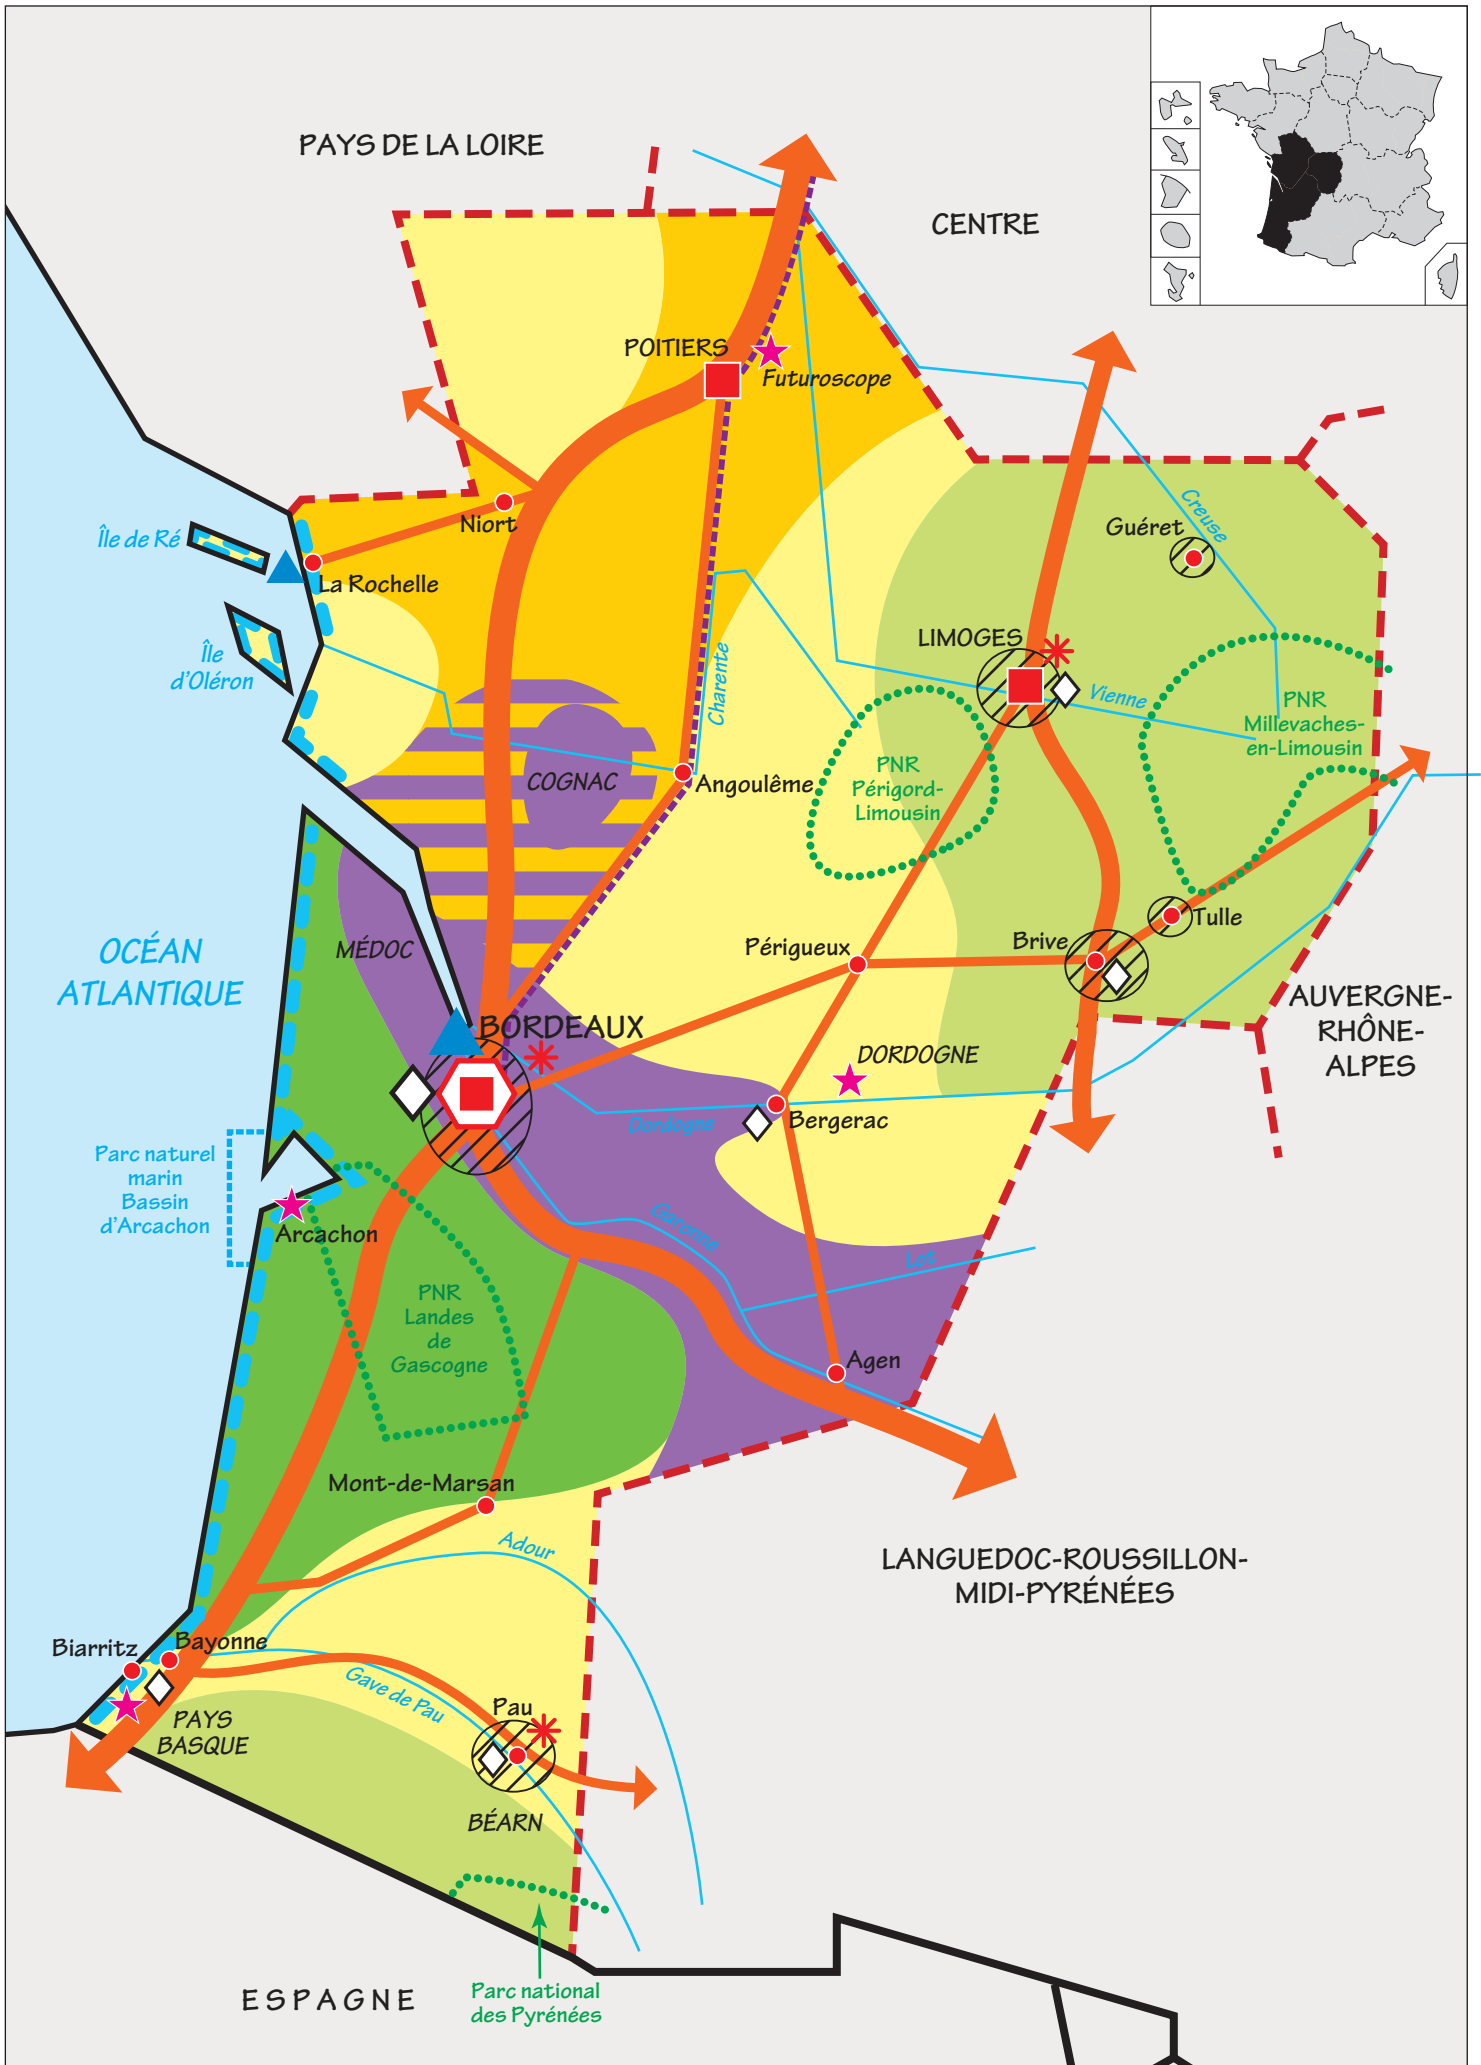 PAYS DE LA LOIRE
CENTRE
POITIERS
Futuroscope
Niort
Île de Ré
La Rochelle
Île
d'Oléron
Creuse
Guéret
LIMOGES
Vienne
PNR
Millevaches-
en-Limousin
Charente
COGNAC
Angoulême
PNR
Périgord-
Limousin
Tulle
Brive
Périgueux
MÉDOC
OCÉAN
ATLANTIQUE
AUVERGNE-
RHÔNE-
ALPES
BORDEAUX
DORDOGNE
Dordogne
Bergerac
Parc naturel
marin
Bassin
d'Arcachon
Arcachon
Garonne
Lot
PNR
Landes
de
Gascogne
Agen
Mont-de-Marsan
Adour
LANGUEDOC-ROUSSILLON-
MIDI-PYRÉNÉES
Biarritz
Bayonne
Gave de Pau
Pau
PAYS
BASQUE
BÉARN
ESPAGNE
Parc national
des Pyrénées